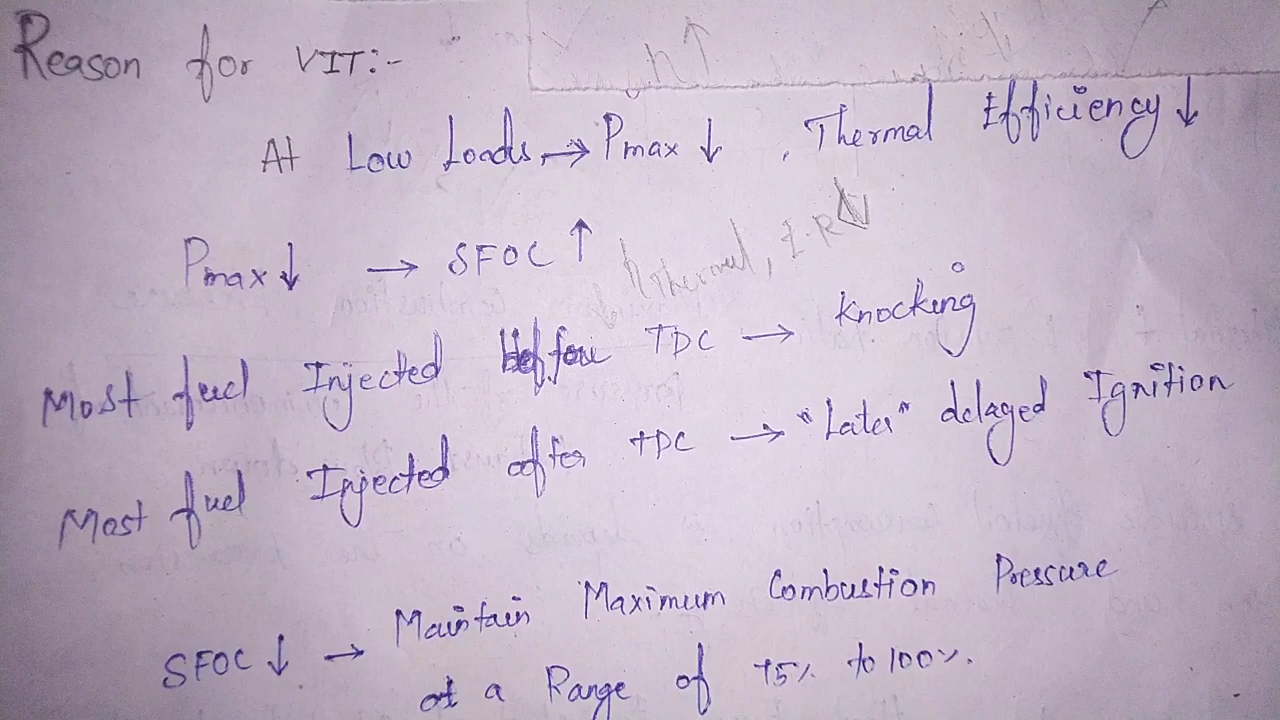 Reason for VIT:-
η↑
At Low Loads → Pmax ↓ , Thermal Efficiency ↓
Pmax ↓ → SFOC ↑
Most fuel Injected before TDC → Knocking
Most fuel Injected after TDC → "Later" delayed Ignition
SFOC ↓ → Maintain Maximum Combustion Pressure
at a Range of 75% to 100%.